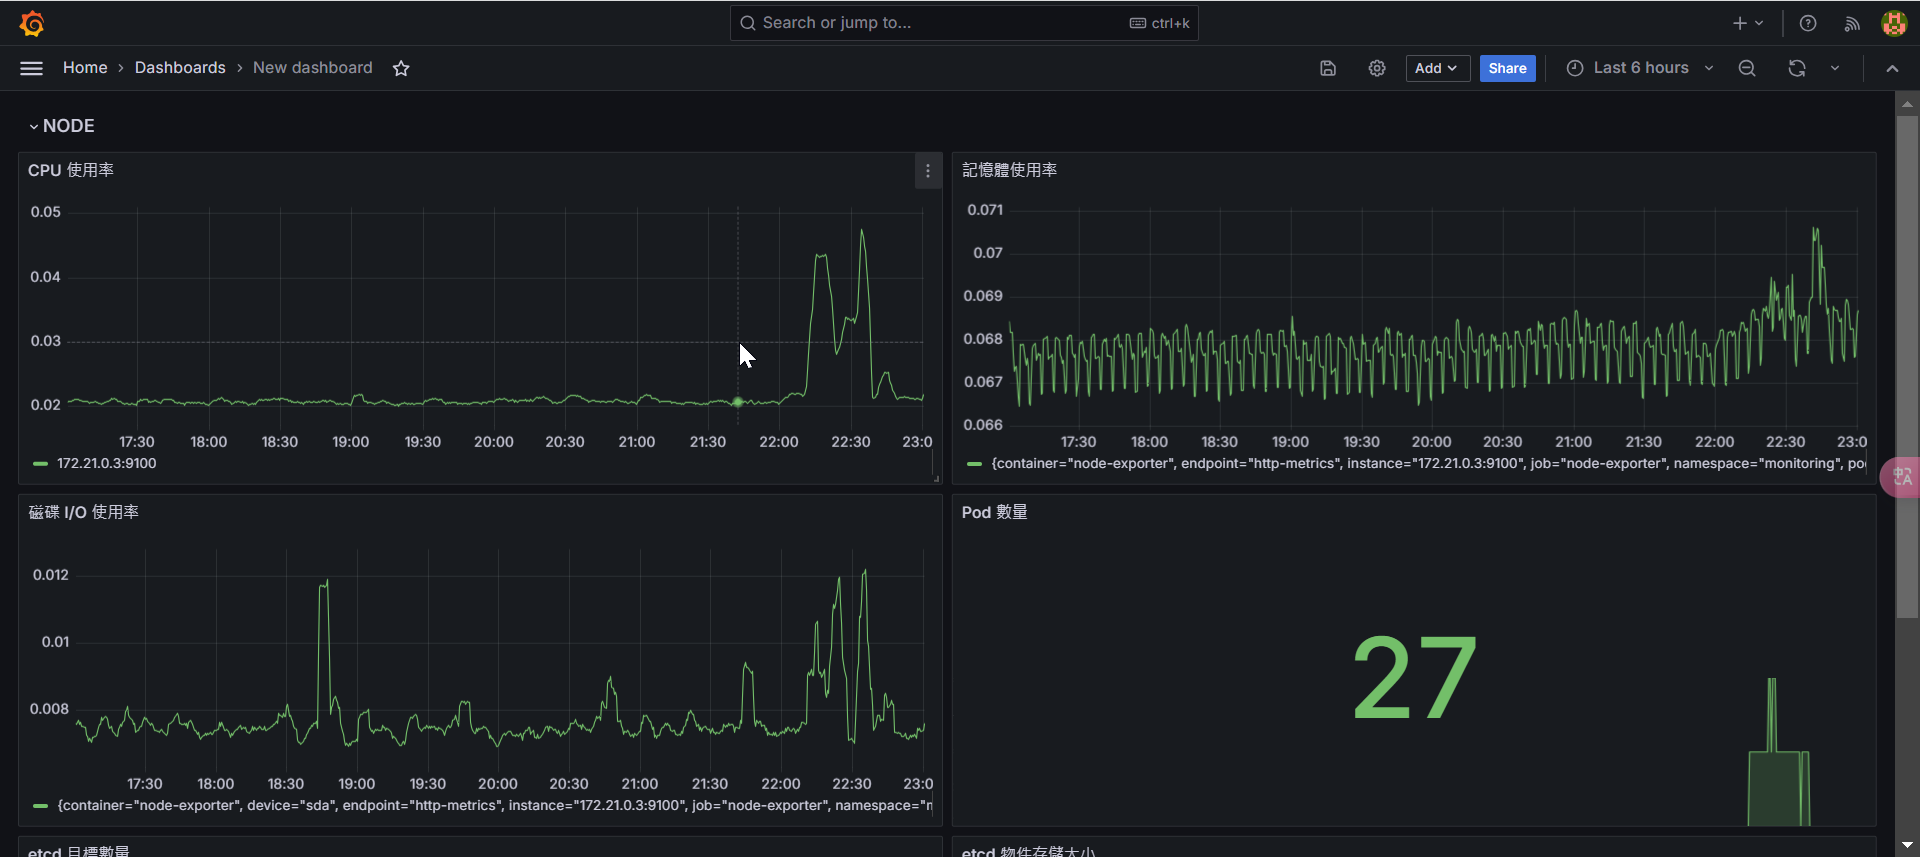 Search or jump to... ctrl+k
Home › Dashboards › New dashboard Add Share Last 6 hours
NODE
CPU 使用率
0.05
0.04
0.03
0.02
17:30 18:00 18:30 19:00 19:30 20:00 20:30 21:00 21:30 22:00 22:30 23:0
172.21.0.3:9100
記憶體使用率
0.071
0.07
0.069
0.068
0.067
0.066
17:30 18:00 18:30 19:00 19:30 20:00 20:30 21:00 21:30 22:00 22:30 23:0
{container="node-exporter", endpoint="http-metrics", instance="172.21.0.3:9100", job="node-exporter", namespace="monitoring", po
磁碟 I/O 使用率
0.012
0.01
0.008
17:30 18:00 18:30 19:00 19:30 20:00 20:30 21:00 21:30 22:00 22:30 23:0
{container="node-exporter", device="sda", endpoint="http-metrics", instance="172.21.0.3:9100", job="node-exporter", namespace="
Pod 數量
27
etcd 目標數量
etcd 物件存儲大小
中 A